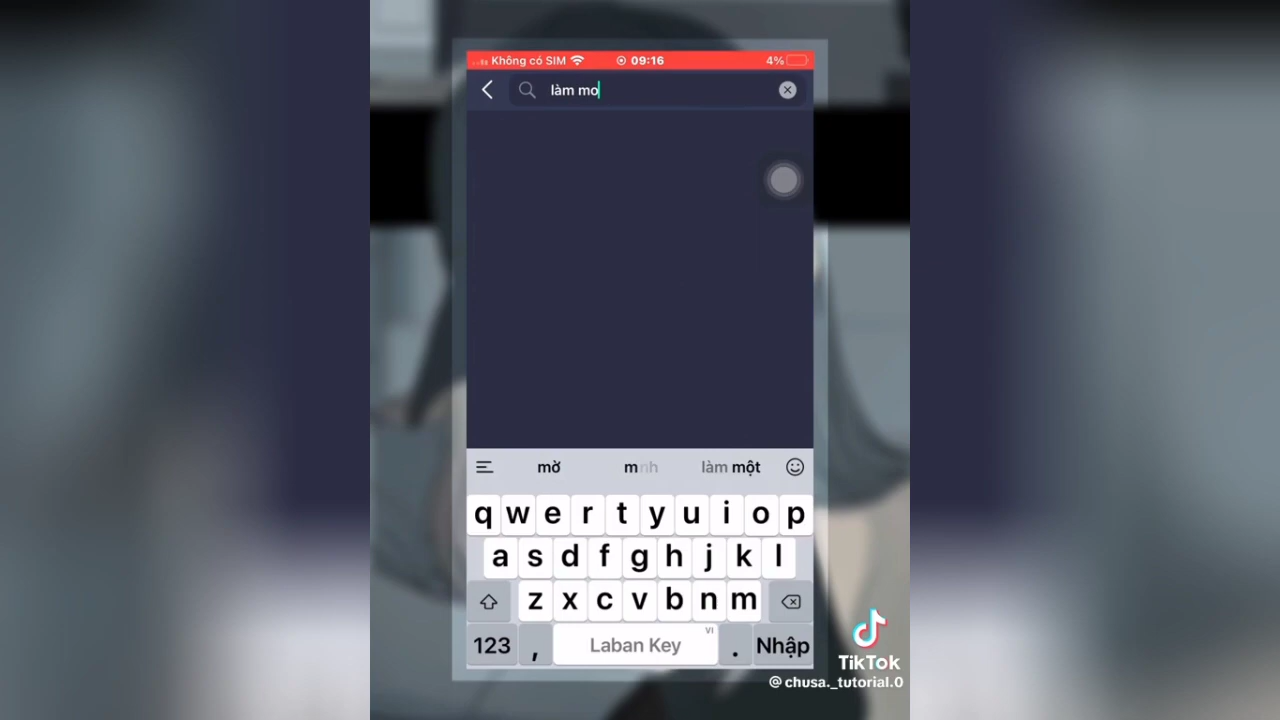 Không có SIM 09:16 4%
làm mo
mờ làm một
q w e r t y u i o p
a s d f g h j k l
z x c v b n m
123 , Laban Key VI . Nhập
TikTok
@ chusa._tutorial.0